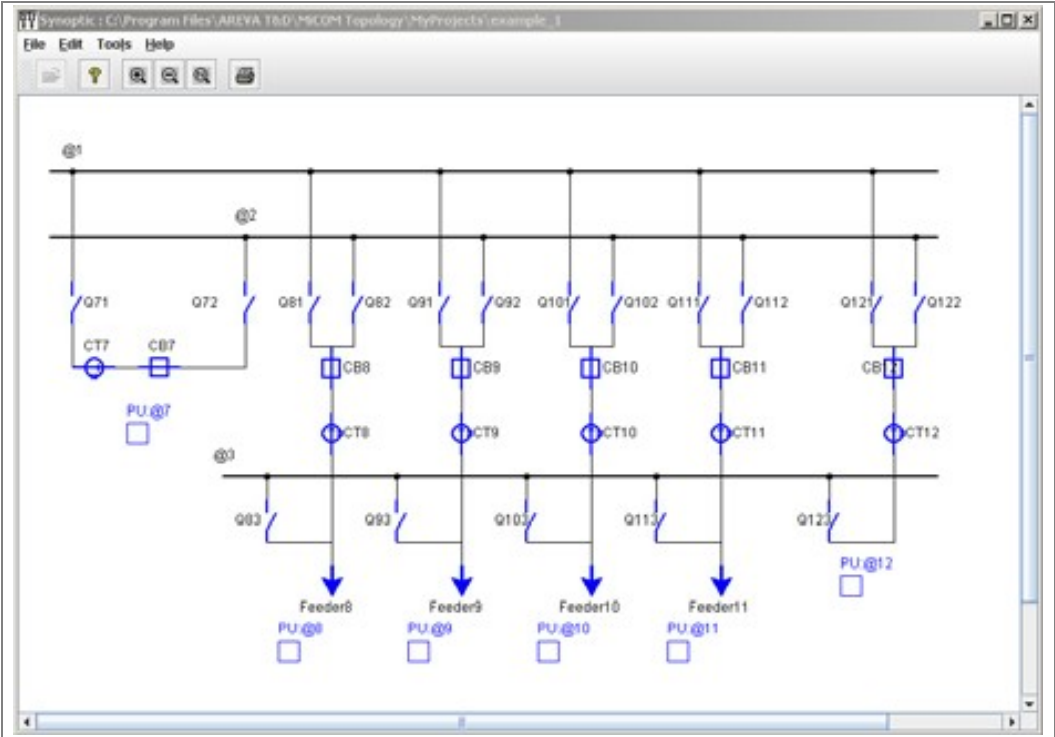 Synoptic : C:\Program Files\AREVA T&D\MiCOM Topology\MyProjects\example_1
File Edit Tools Help
@1
@2
Q71 Q72 Q81 Q82 Q91 Q92 Q101 Q102 Q111 Q112 Q121 Q122
CT7 CB7
CB8 CB9 CB10 CB11 CB12
PU:@7
CT8 CT9 CT10 CT11 CT12
@3
Q83 Q93 Q103 Q113 Q123
PU:@12
Feeder8 Feeder9 Feeder10 Feeder11
PU:@8 PU:@9 PU:@10 PU:@11